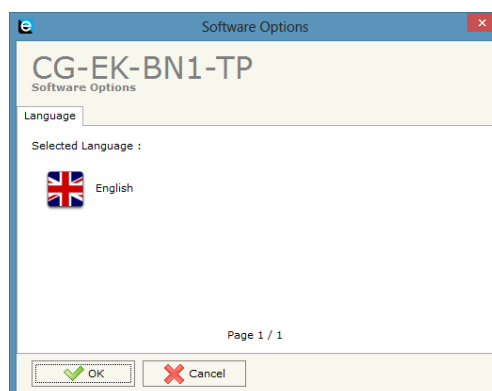 Software Options
CG-EK-BN1-TP
Software Options
Language
Selected Language :
English
Page 1 / 1
OK
Cancel